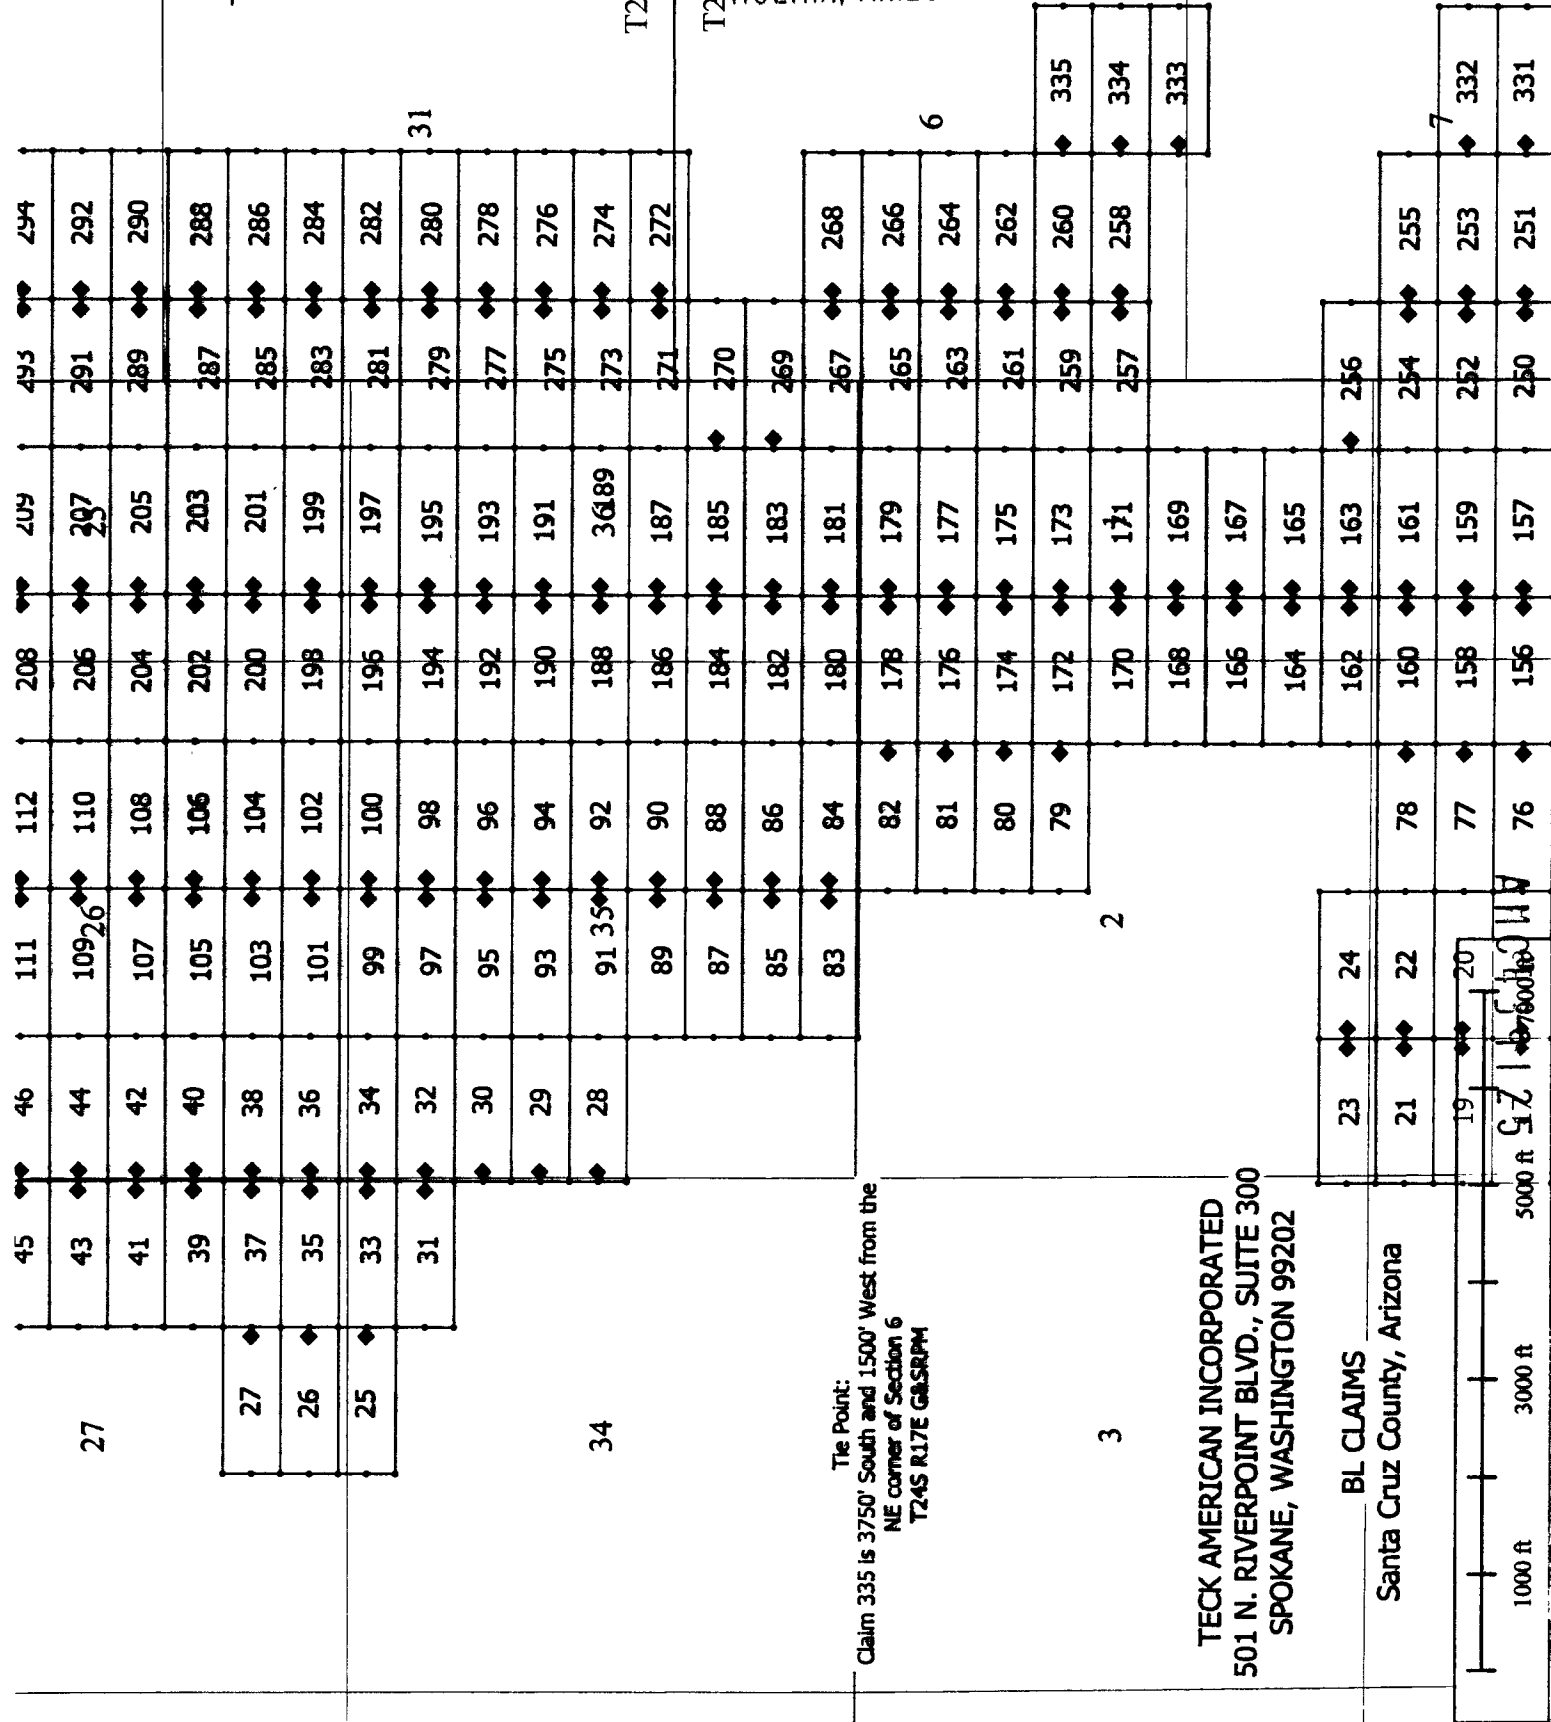 45 46 111 112 208 209 293 294
27 43 44 109 26 110 206 207 25 291 292
41 42 107 108 204 205 289 290
39 40 105 106 202 203 287 288
27 37 38 103 104 200 201 285 286
26 35 36 101 102 198 199 283 284
25 33 34 99 100 196 197 281 282
31 32 97 98 194 195 279 280 31
30 95 96 192 193 277 278
29 93 94 190 191 275 276
34 28 91 35 92 188 36 189 273 274
T2
89 90 186 187 271 272
T2
87 88 184 185 270
85 86 182 183 269
83 84 180 181 267 268
82 178 179 265 266
6
81 176 177 263 264
80 174 175 261 262
79 172 173 259 260 335
3 2 170 1 171 257 258 334
168 169 333
166 167
164 165
23 24 162 163 256
21 22 78 160 161 254 255
19 20 77 158 159 252 253 7 332
76 156 157 250 251 331
Tie Point:
Claim 335 is 3750' South and 1500' West from the
NE corner of Section 6
T24S R17E G&SRPM
TECK AMERICAN INCORPORATED
501 N. RIVERPOINT BLVD., SUITE 300
SPOKANE, WASHINGTON 99202
BL CLAIMS
Santa Cruz County, Arizona
1000 ft 3000 ft 5000 ft 7000 ft